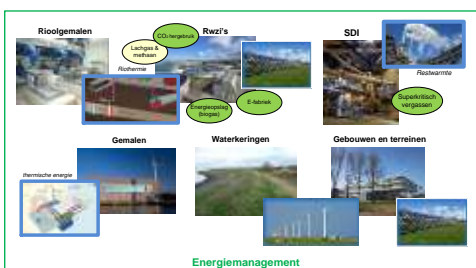 Rioolgemalen
Rwzi's
SDI
CO₂ hergebruik
Lachgas &
methaan
Riothermie
Energieopslag
(biogas)
E-fabriek
Restwarmte
Superkritisch
vergassen
Gemalen
Waterkeringen
Gebouwen en terreinen
thermische energie
Energiemanagement